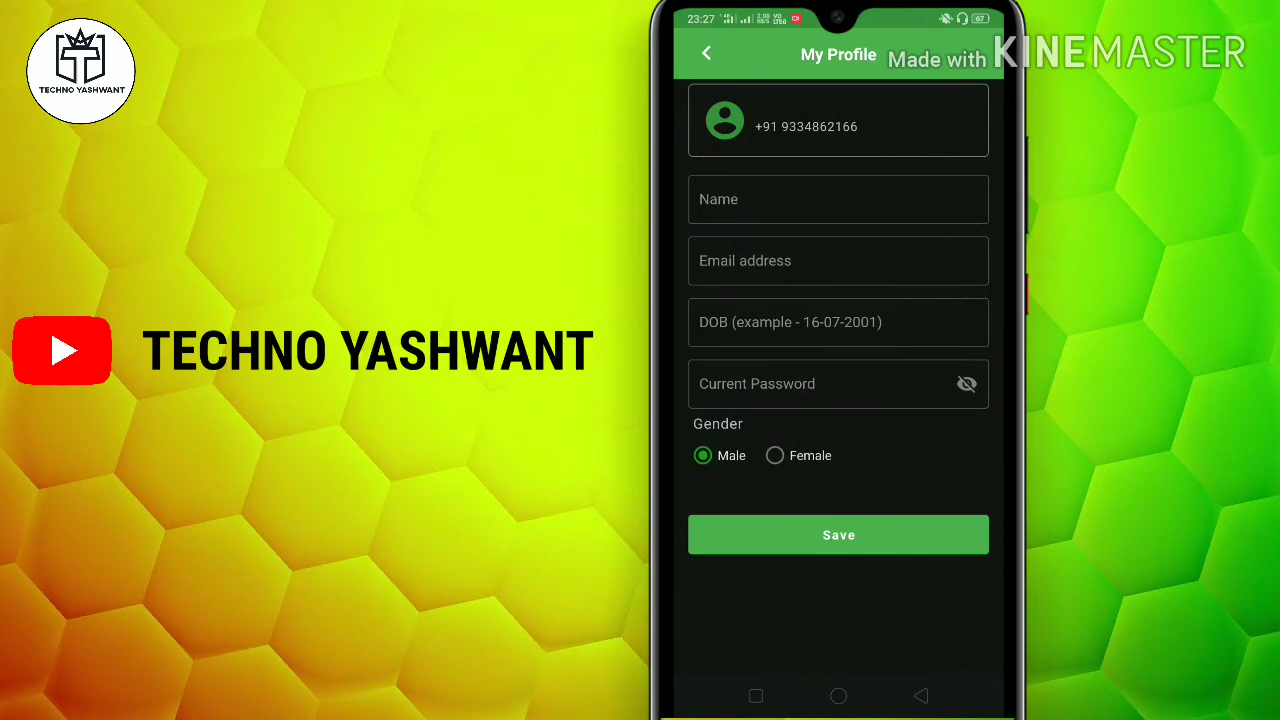 TECHNO YASHWANT
TECHNO YASHWANT
23:27
67
My Profile
Made with KINEMASTER
+91 9334862166
Name
Email address
DOB (example - 16-07-2001)
Current Password
Gender
Male
Female
Save